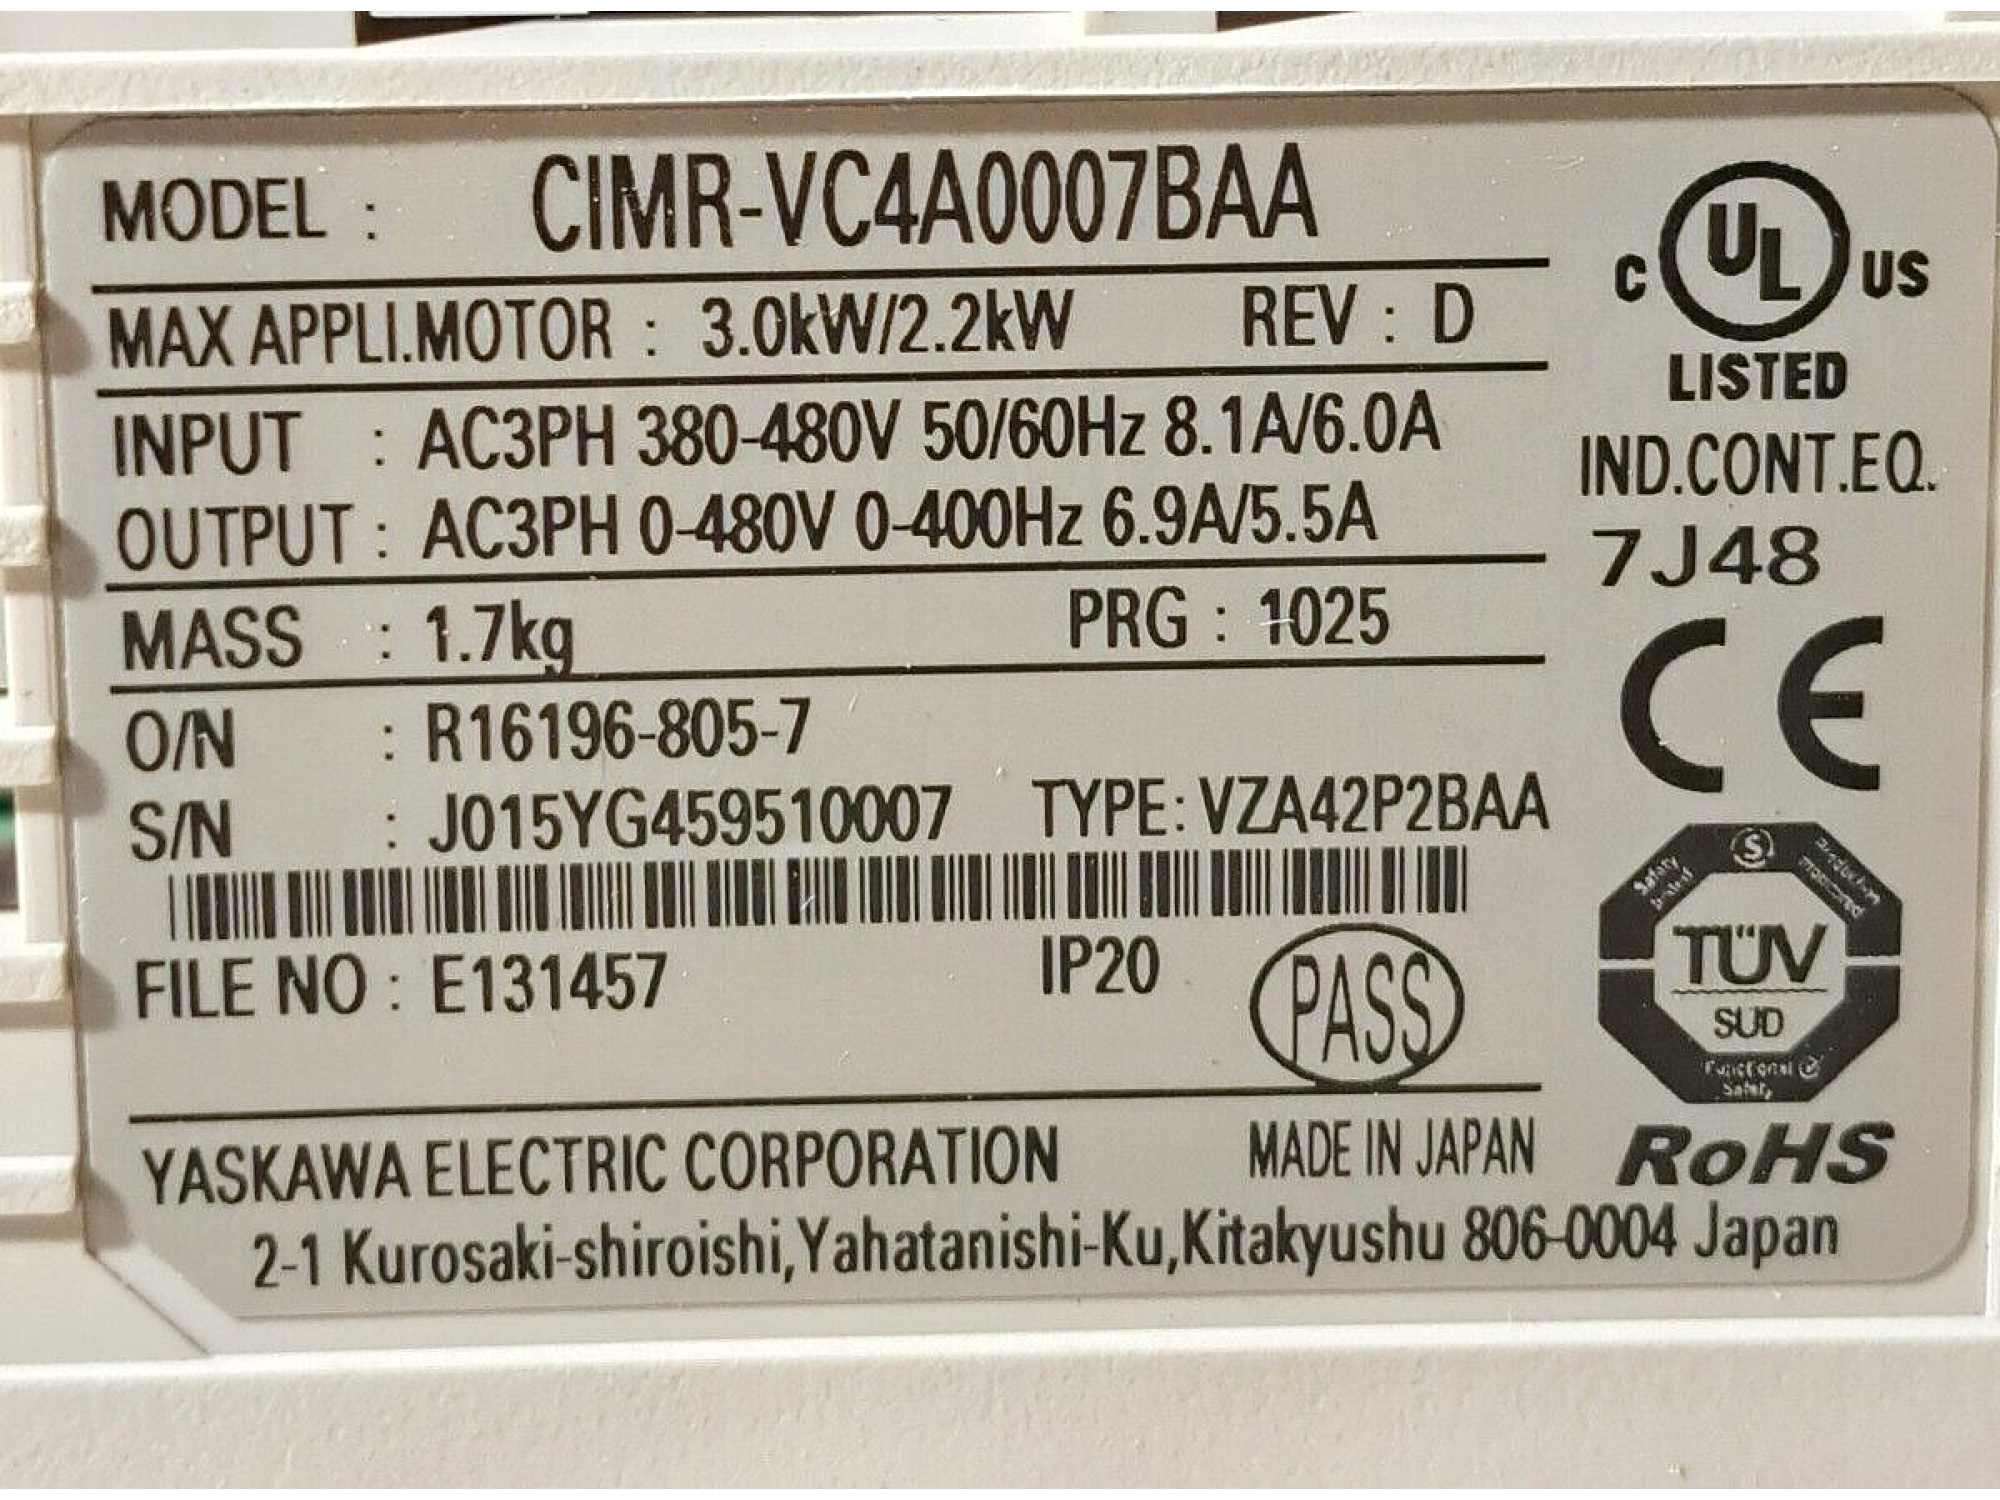 MODEL : CIMR-VC4A0007BAA
MAX APPLI.MOTOR : 3.0kW/2.2kW REV : D
INPUT : AC3PH 380-480V 50/60Hz 8.1A/6.0A
OUTPUT : AC3PH 0-480V 0-400Hz 6.9A/5.5A
MASS : 1.7kg PRG : 1025
O/N : R16196-805-7
S/N : J015YG459510007 TYPE: VZA42P2BAA
FILE NO : E131457 IP20 PASS
YASKAWA ELECTRIC CORPORATION MADE IN JAPAN
2-1 Kurosaki-shiroishi,Yahatanishi-Ku,Kitakyushu 806-0004 Japan
C UL US
LISTED
IND.CONT.EQ.
7J48
CE
S
Safety
TÜV
SUD
Functional
Safety
RoHS